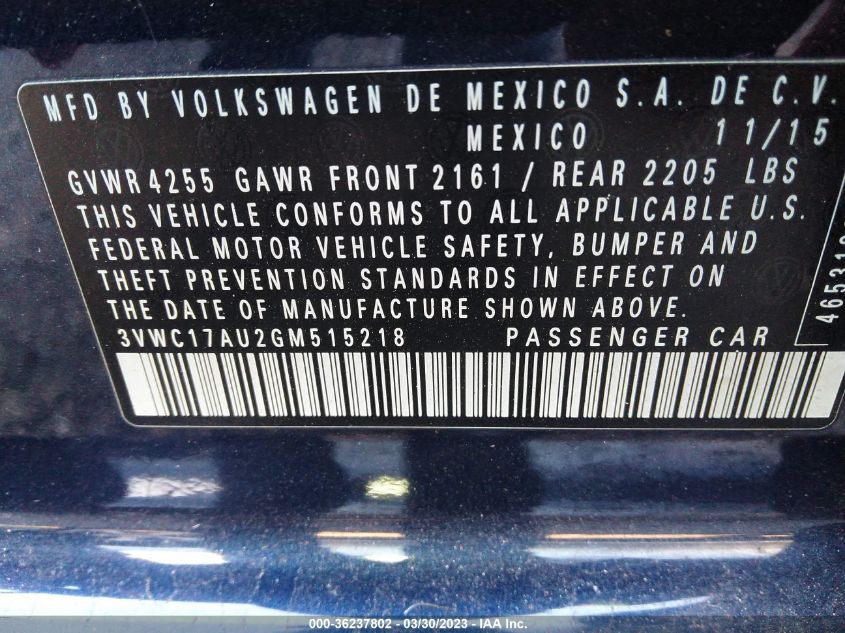 MFD BY VOLKSWAGEN DE MEXICO S.A. DE C.V.
MEXICO 11/15
GVWR 4255 GAWR FRONT 2161 / REAR 2205 LBS
THIS VEHICLE CONFORMS TO ALL APPLICABLE U.S.
FEDERAL MOTOR VEHICLE SAFETY, BUMPER AND
THEFT PREVENTION STANDARDS IN EFFECT ON
THE DATE OF MANUFACTURE SHOWN ABOVE.
3VWC17AU2GM515218 PASSENGER CAR
000-36237802 - 03/30/2023 - IAA Inc.